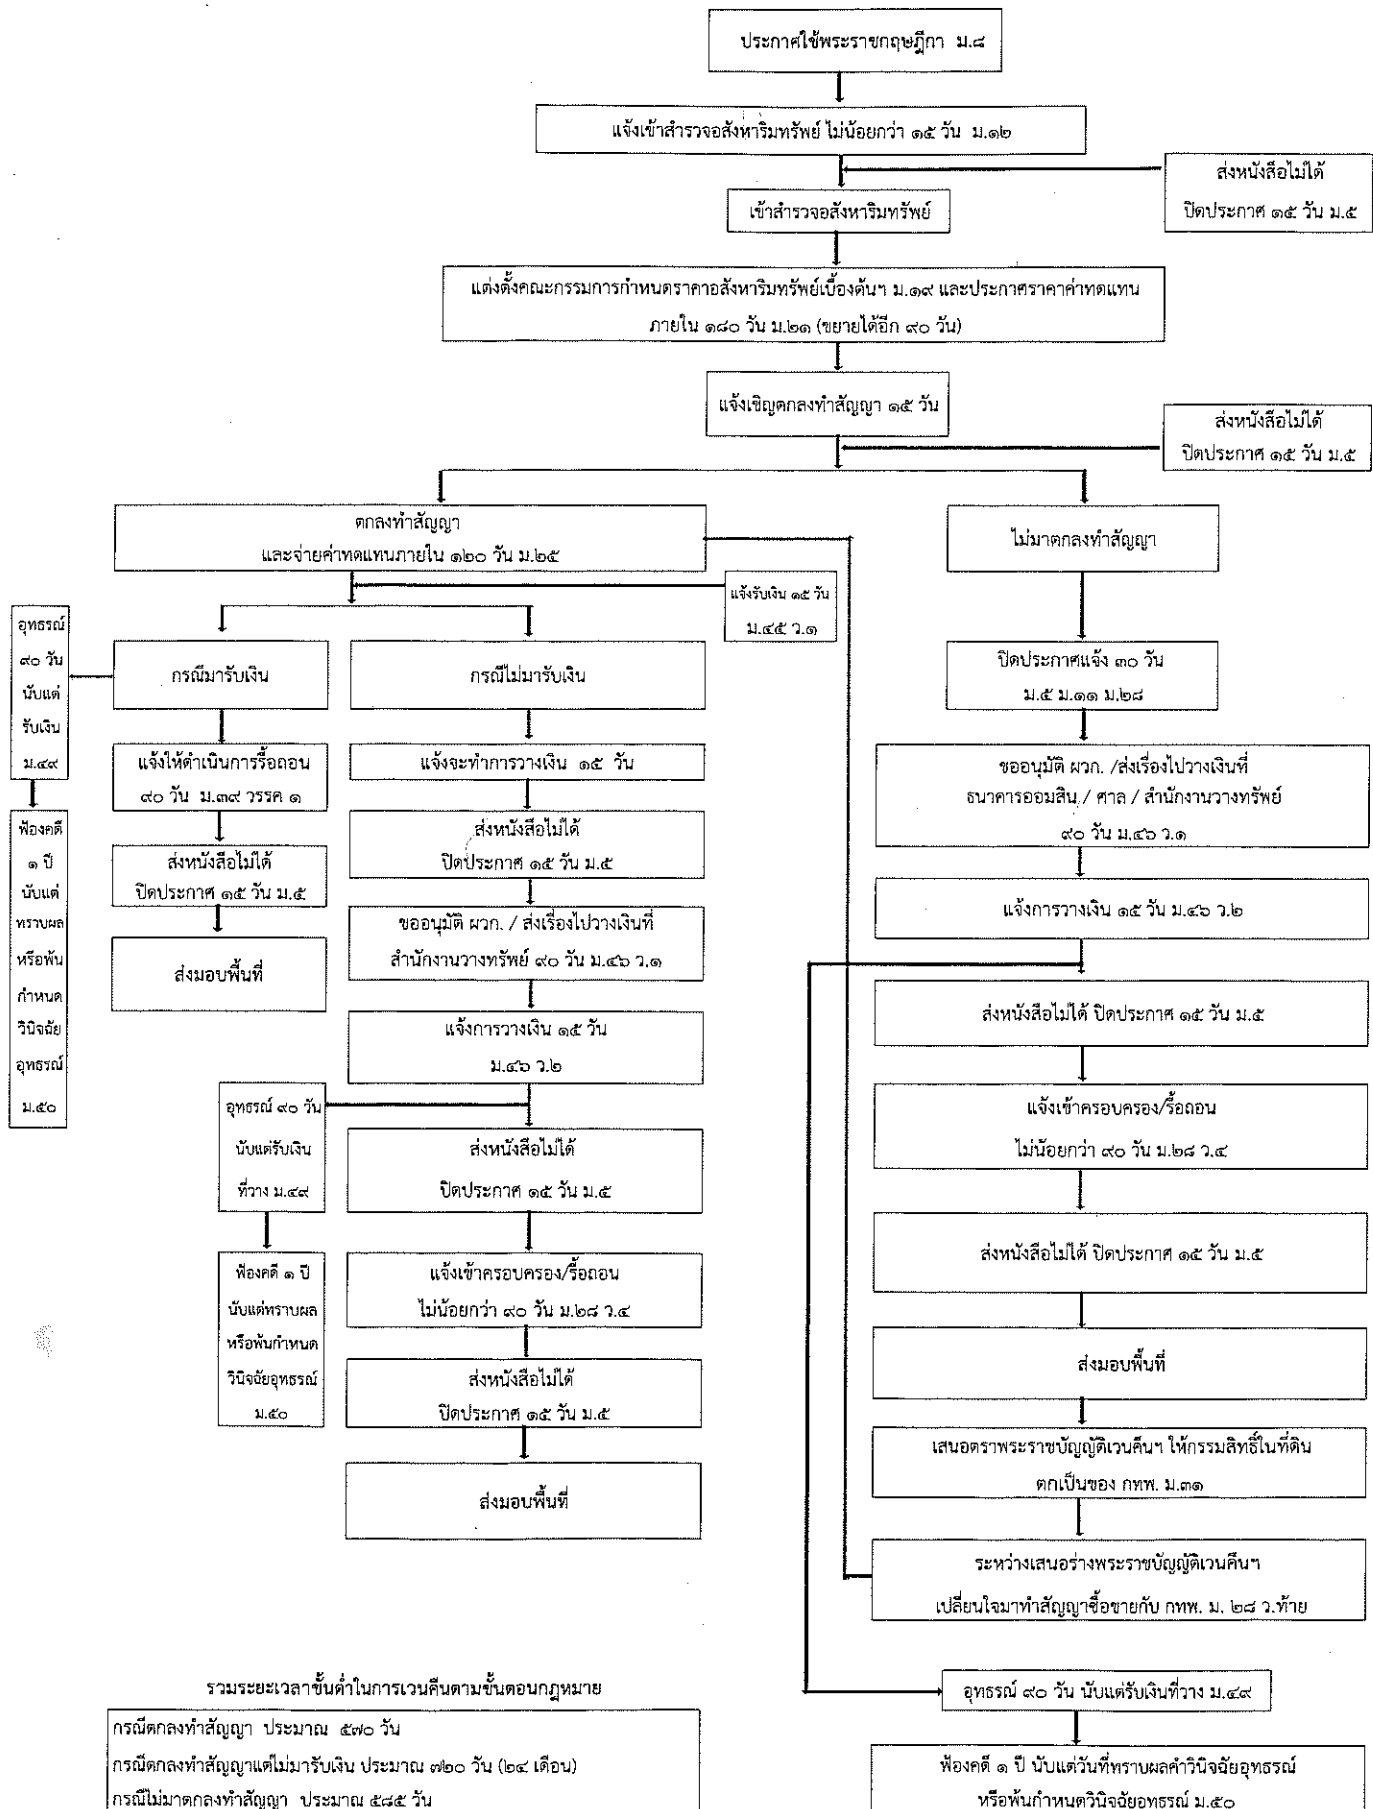 ประกาศใช้พระราชกฤษฎีกา ม.๘
แจ้งเข้าสำรวจอสังหาริมทรัพย์ ไม่น้อยกว่า ๑๕ วัน ม.๑๒
ส่งหนังสือไม่ได้
ปิดประกาศ ๑๕ วัน ม.๕
เข้าสำรวจอสังหาริมทรัพย์
แต่งตั้งคณะกรรมการกำหนดราคาอสังหาริมทรัพย์เบื้องต้นฯ ม.๑๙ และประกาศราคาค่าทดแทน
ภายใน ๑๘๐ วัน ม.๒๑ (ขยายได้อีก ๙๐ วัน)
แจ้งเชิญตกลงทำสัญญา ๑๕ วัน
ส่งหนังสือไม่ได้
ปิดประกาศ ๑๕ วัน ม.๕
ตกลงทำสัญญา
และจ่ายค่าทดแทนภายใน ๑๒๐ วัน ม.๒๕
แจ้งรับเงิน ๑๕ วัน
ม.๔๕ ว.๑
กรณีมารับเงิน
อุทธรณ์
๙๐ วัน
นับแต่
รับเงิน
ม.๔๙
ฟ้องคดี
๑ ปี
นับแต่
ทราบผล
หรือพ้น
กำหนด
วินิจฉัย
อุทธรณ์
ม.๕๐
แจ้งให้ดำเนินการรื้อถอน
๙๐ วัน ม.๓๙ วรรค ๑
ส่งหนังสือไม่ได้
ปิดประกาศ ๑๕ วัน ม.๕
ส่งมอบพื้นที่
กรณีไม่มารับเงิน
แจ้งจะทำการวางเงิน ๑๕ วัน
ส่งหนังสือไม่ได้
ปิดประกาศ ๑๕ วัน ม.๕
ขออนุมัติ ผวก. / ส่งเรื่องไปวางเงินที่
สำนักงานวางทรัพย์ ๙๐ วัน ม.๔๖ ว.๑
แจ้งการวางเงิน ๑๕ วัน
ม.๔๖ ว.๒
อุทธรณ์ ๙๐ วัน
นับแต่รับเงิน
ที่วาง ม.๔๙
ฟ้องคดี ๑ ปี
นับแต่ทราบผล
หรือพ้นกำหนด
วินิจฉัยอุทธรณ์
ม.๕๐
ส่งหนังสือไม่ได้
ปิดประกาศ ๑๕ วัน ม.๕
แจ้งเข้าครอบครอง/รื้อถอน
ไม่น้อยกว่า ๙๐ วัน ม.๒๘ ว.๔
ส่งหนังสือไม่ได้
ปิดประกาศ ๑๕ วัน ม.๕
ส่งมอบพื้นที่
ไม่มาตกลงทำสัญญา
ปิดประกาศแจ้ง ๓๐ วัน
ม.๕ ม.๑๑ ม.๒๘
ขออนุมัติ ผวก. /ส่งเรื่องไปวางเงินที่
ธนาคารออมสิน / ศาล / สำนักงานวางทรัพย์
๙๐ วัน ม.๔๖ ว.๑
แจ้งการวางเงิน ๑๕ วัน ม.๔๖ ว.๒
ส่งหนังสือไม่ได้ ปิดประกาศ ๑๕ วัน ม.๕
แจ้งเข้าครอบครอง/รื้อถอน
ไม่น้อยกว่า ๙๐ วัน ม.๒๘ ว.๔
ส่งหนังสือไม่ได้ ปิดประกาศ ๑๕ วัน ม.๕
ส่งมอบพื้นที่
เสนอตราพระราชบัญญัติเวนคืนฯ ให้กรรมสิทธิ์ในที่ดิน
ตกเป็นของ กทพ. ม.๓๑
ระหว่างเสนอร่างพระราชบัญญัติเวนคืนฯ
เปลี่ยนใจมาทำสัญญาซื้อขายกับ กทพ. ม. ๒๘ ว.ท้าย
อุทธรณ์ ๙๐ วัน นับแต่รับเงินที่วาง ม.๔๙
ฟ้องคดี ๑ ปี นับแต่วันที่ทราบผลคำวินิจฉัยอุทธรณ์
หรือพ้นกำหนดวินิจฉัยอุทธรณ์ ม.๕๐
รวมระยะเวลาขั้นต่ำในการเวนคืนตามขั้นตอนกฎหมาย
กรณีตกลงทำสัญญา ประมาณ ๕๗๐ วัน
กรณีตกลงทำสัญญาแต่ไม่มารับเงิน ประมาณ ๗๒๐ วัน (๒๔ เดือน)
กรณีไม่มาตกลงทำสัญญา ประมาณ ๕๘๕ วัน